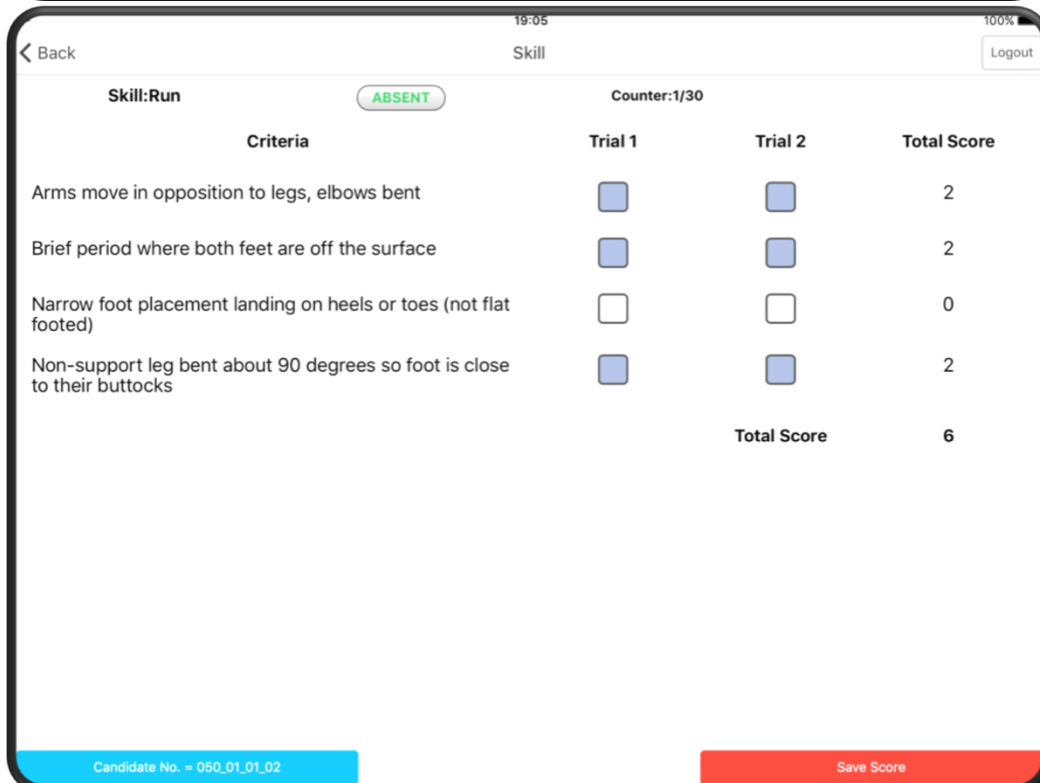 19:05 100%
Back Skill Logout
Skill:Run ABSENT Counter:1/30
Criteria Trial 1 Trial 2 Total Score
Arms move in opposition to legs, elbows bent 2
Brief period where both feet are off the surface 2
Narrow foot placement landing on heels or toes (not flat 0
footed)
Non-support leg bent about 90 degrees so foot is close 2
to their buttocks
Total Score 6
Candidate No. = 050_01_01_02 Save Score